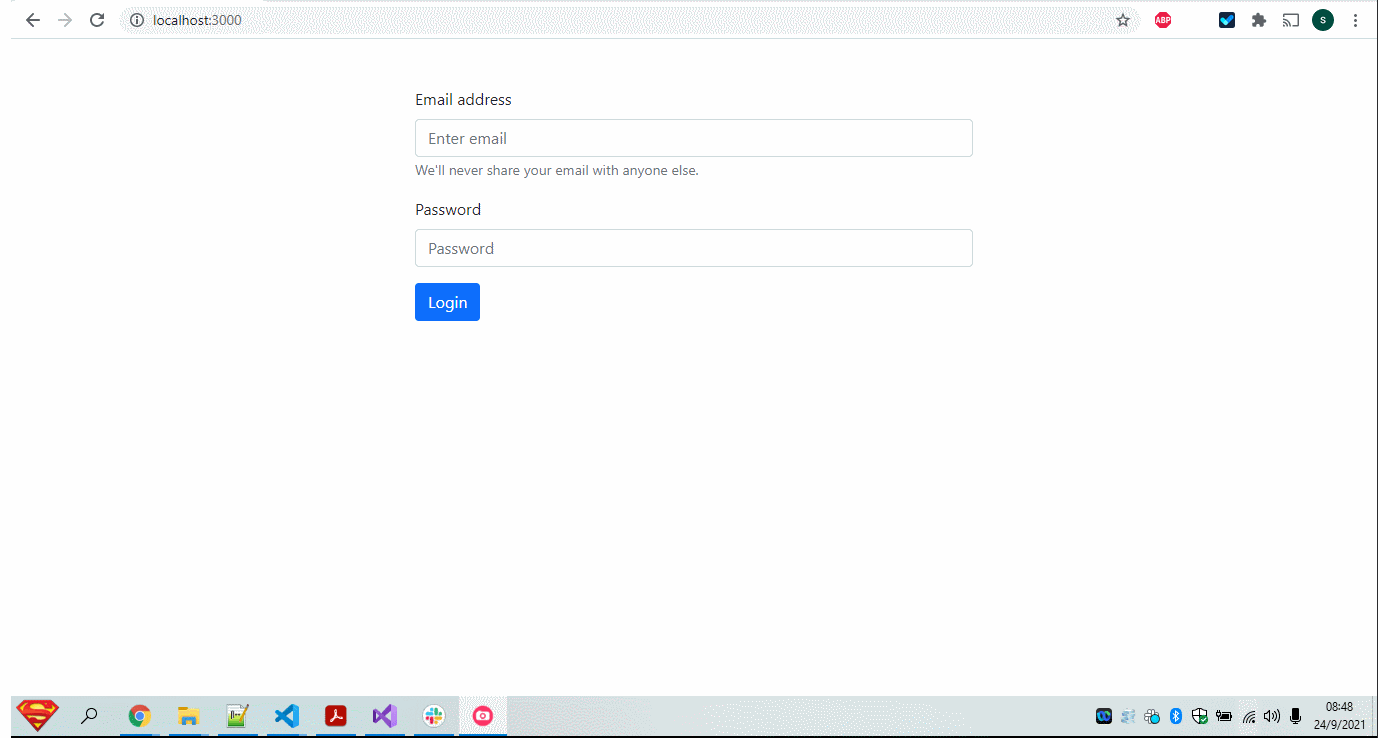 localhost:3000
ABP
S
Email address
Enter email
We'll never share your email with anyone else.
Password
Password
Login
08:48
24/9/2021